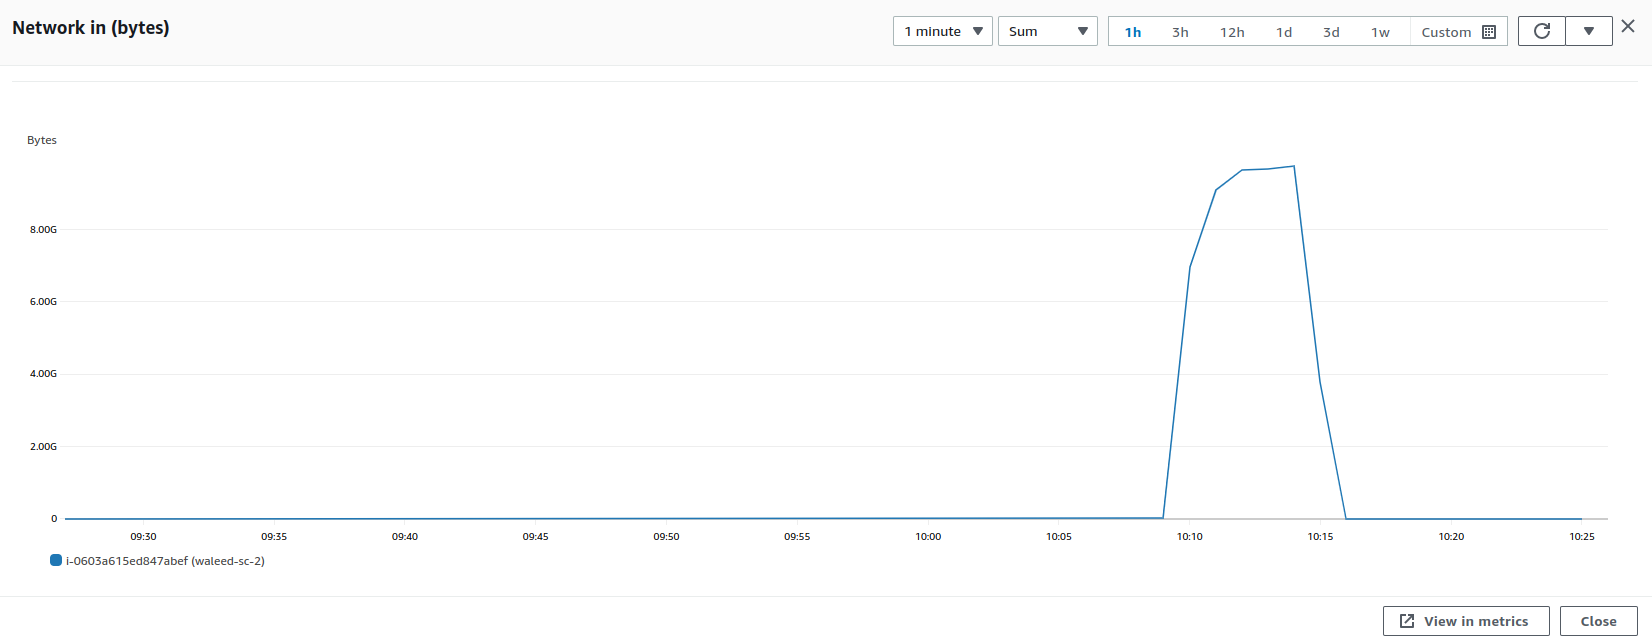 Network in (bytes)
1 minute
Sum
1h 3h 12h 1d 3d 1w Custom
Bytes
8.00G
6.00G
4.00G
2.00G
0
09:30 09:35 09:40 09:45 09:50 09:55 10:00 10:05 10:10 10:15 10:20 10:25
i-0603a615ed847abef (waleed-sc-2)
View in metrics
Close